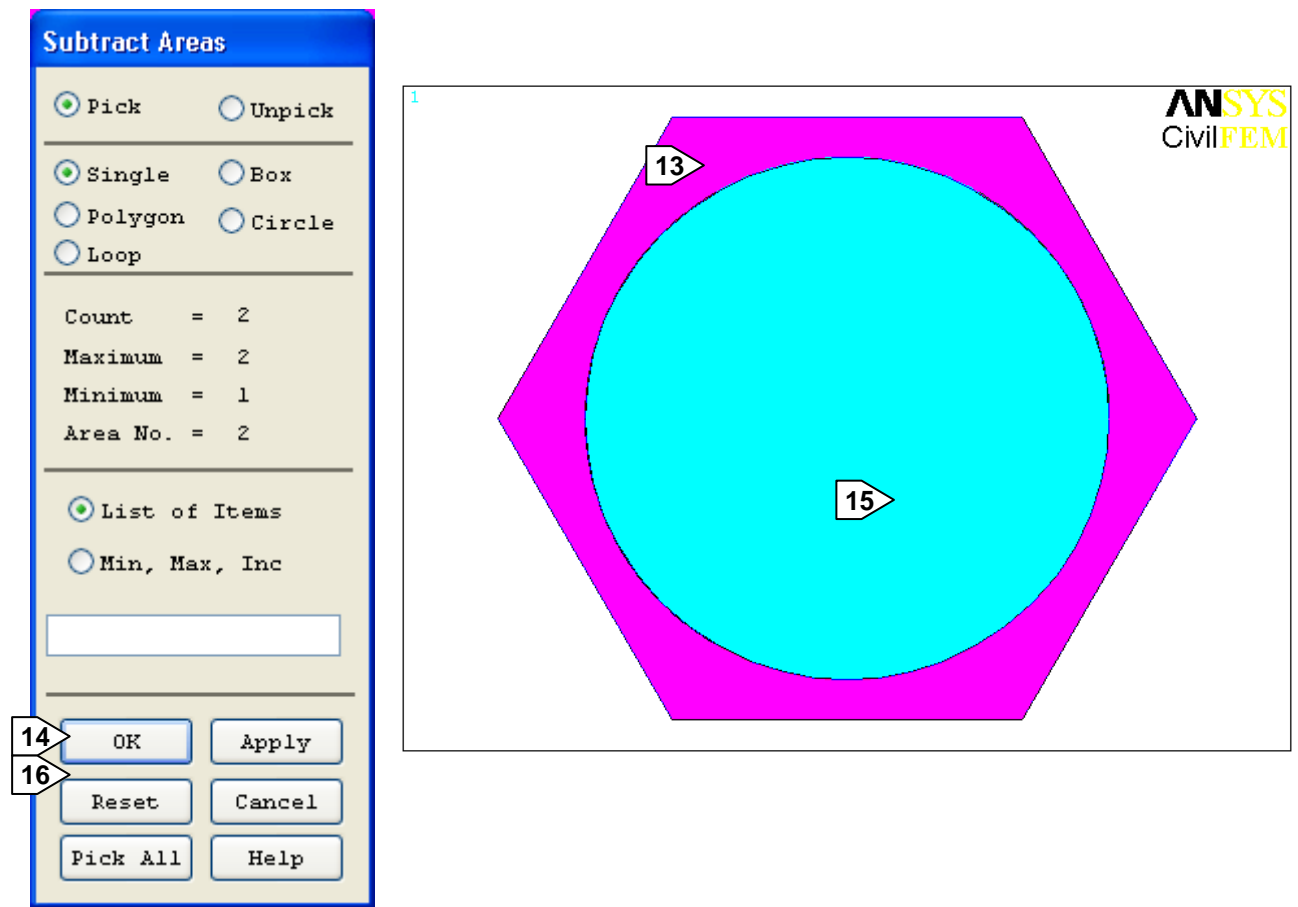 Subtract Areas
Pick Unpick
Single Box
Polygon Circle
Loop
Count = 2
Maximum = 2
Minimum = 1
Area No. = 2
List of Items
Min, Max, Inc
14 OK Apply
16
Reset Cancel
Pick All Help
1
ANSYS
CivilFEM
13
15